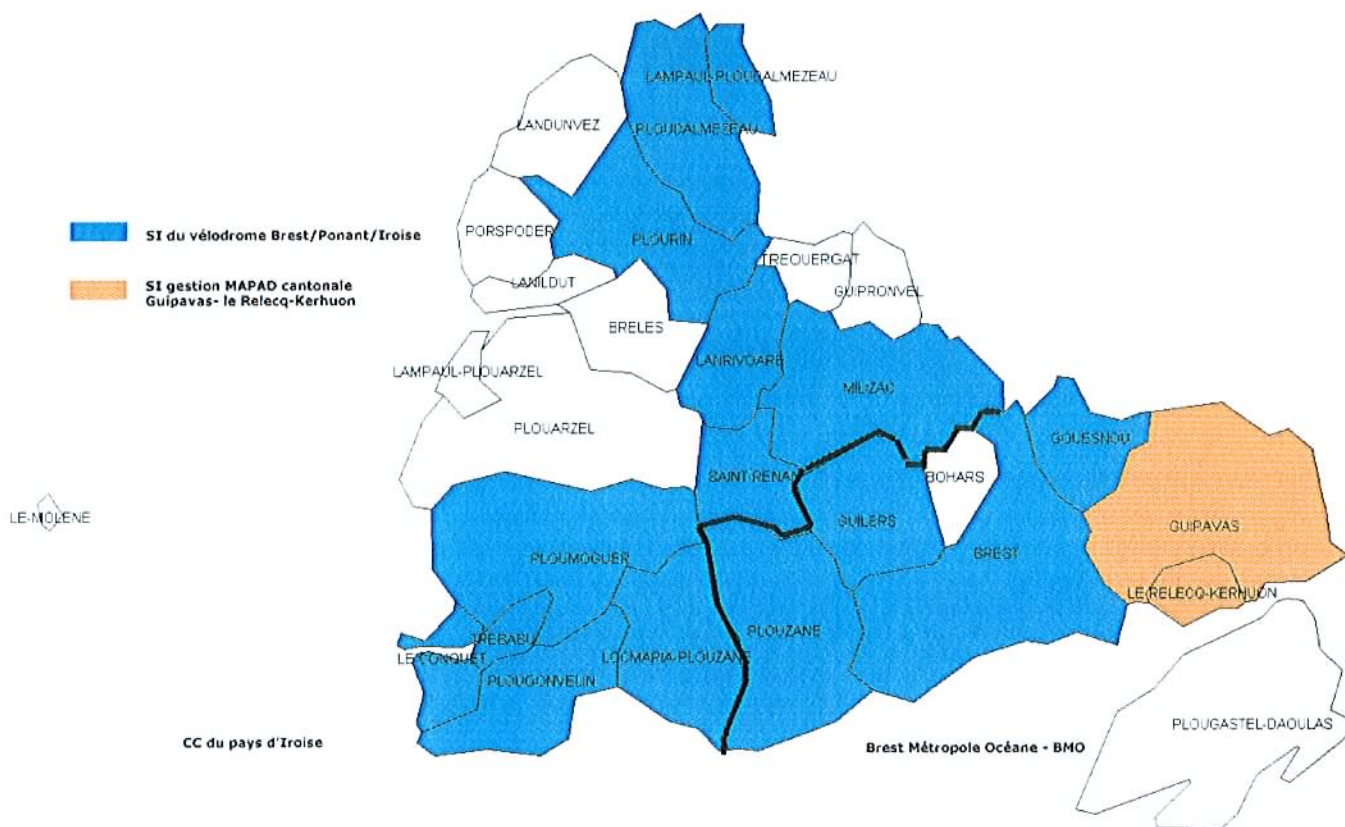 LAMPAUL-PLOUDALMEZEAU
LANDUNVEZ
PLOUDALMEZEAU
SI du vélodrome Brest/Ponant/Iroise
PORSPODER
PLOURIN
TREOUERGAT
SI gestion MAPAD cantonale
Guipavas- le Relecq-Kerhuon
LANILDUT
GUIPRONVEL
BRELES
LANRIVOARE
LAMPAUL-PLOUARZEL
MILIZAC
PLOUARZEL
GOUESNOU
SAINT-RENAN
BOHARS
LE-MOLENE
GUILERS
GUIPAVAS
PLOUMOGUER
BREST
LE RELECQ-KERHUON
TREBABU
PLOUZANE
LE CONQUET
LOCMARIA-PLOUZANE
PLOUGONVELIN
PLOUGASTEL-DAOULAS
CC du pays d'Iroise
Brest Métropole Océane - BMO